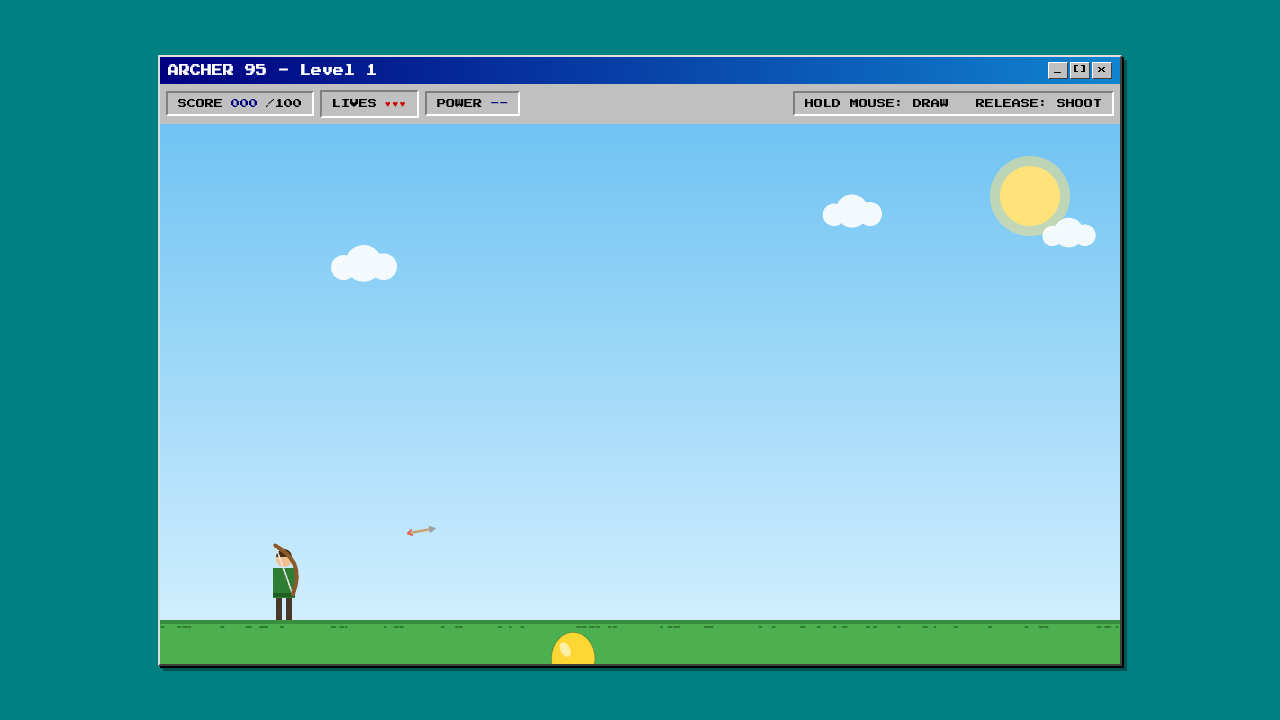 ARCHER 95 - Level 1
SCORE 000 /100 LIVES ♥♥♥ POWER -- HOLD MOUSE: DRAW RELEASE: SHOOT